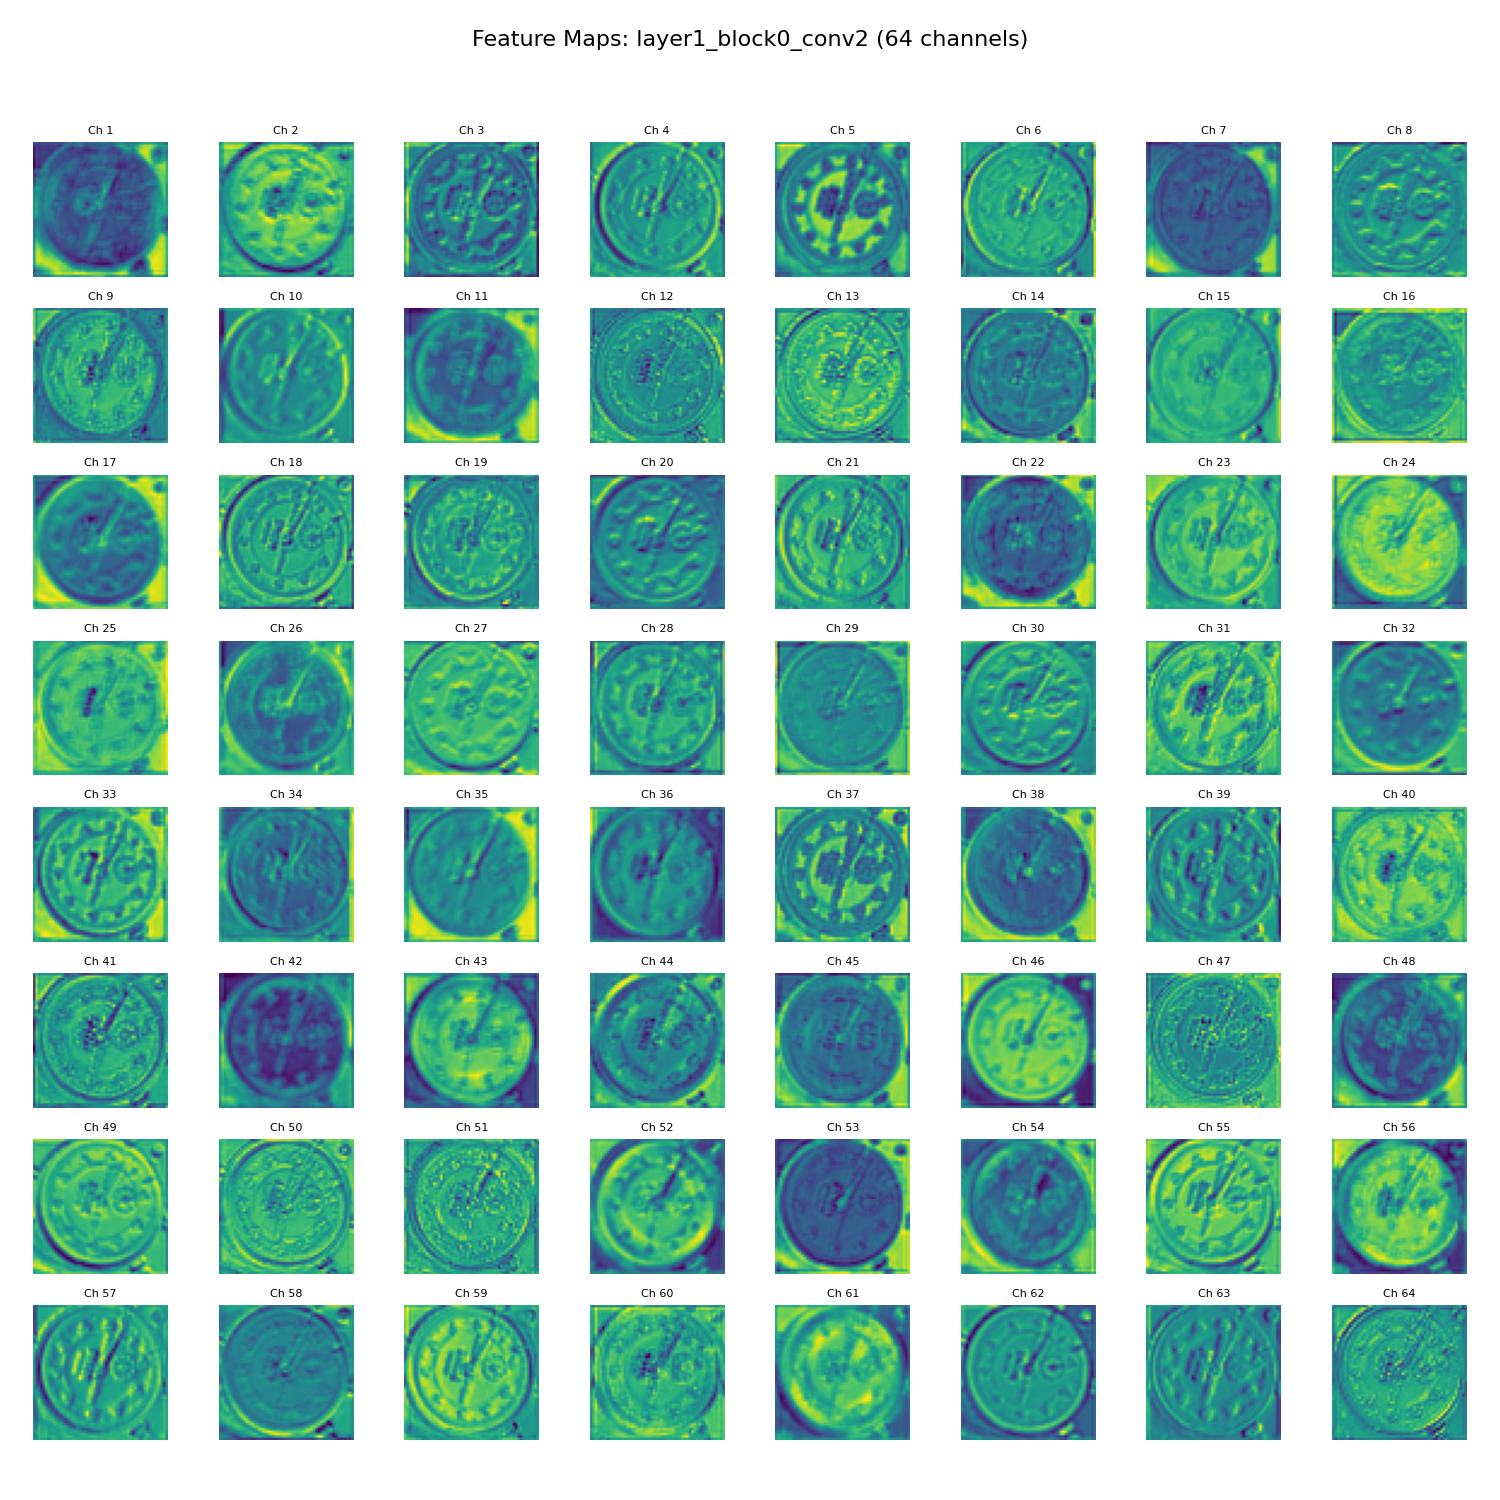 Feature Maps: layer1_block0_conv2 (64 channels)
Ch 1 Ch 2 Ch 3 Ch 4 Ch 5 Ch 6 Ch 7 Ch 8
Ch 9 Ch 10 Ch 11 Ch 12 Ch 13 Ch 14 Ch 15 Ch 16
Ch 17 Ch 18 Ch 19 Ch 20 Ch 21 Ch 22 Ch 23 Ch 24
Ch 25 Ch 26 Ch 27 Ch 28 Ch 29 Ch 30 Ch 31 Ch 32
Ch 33 Ch 34 Ch 35 Ch 36 Ch 37 Ch 38 Ch 39 Ch 40
Ch 41 Ch 42 Ch 43 Ch 44 Ch 45 Ch 46 Ch 47 Ch 48
Ch 49 Ch 50 Ch 51 Ch 52 Ch 53 Ch 54 Ch 55 Ch 56
Ch 57 Ch 58 Ch 59 Ch 60 Ch 61 Ch 62 Ch 63 Ch 64